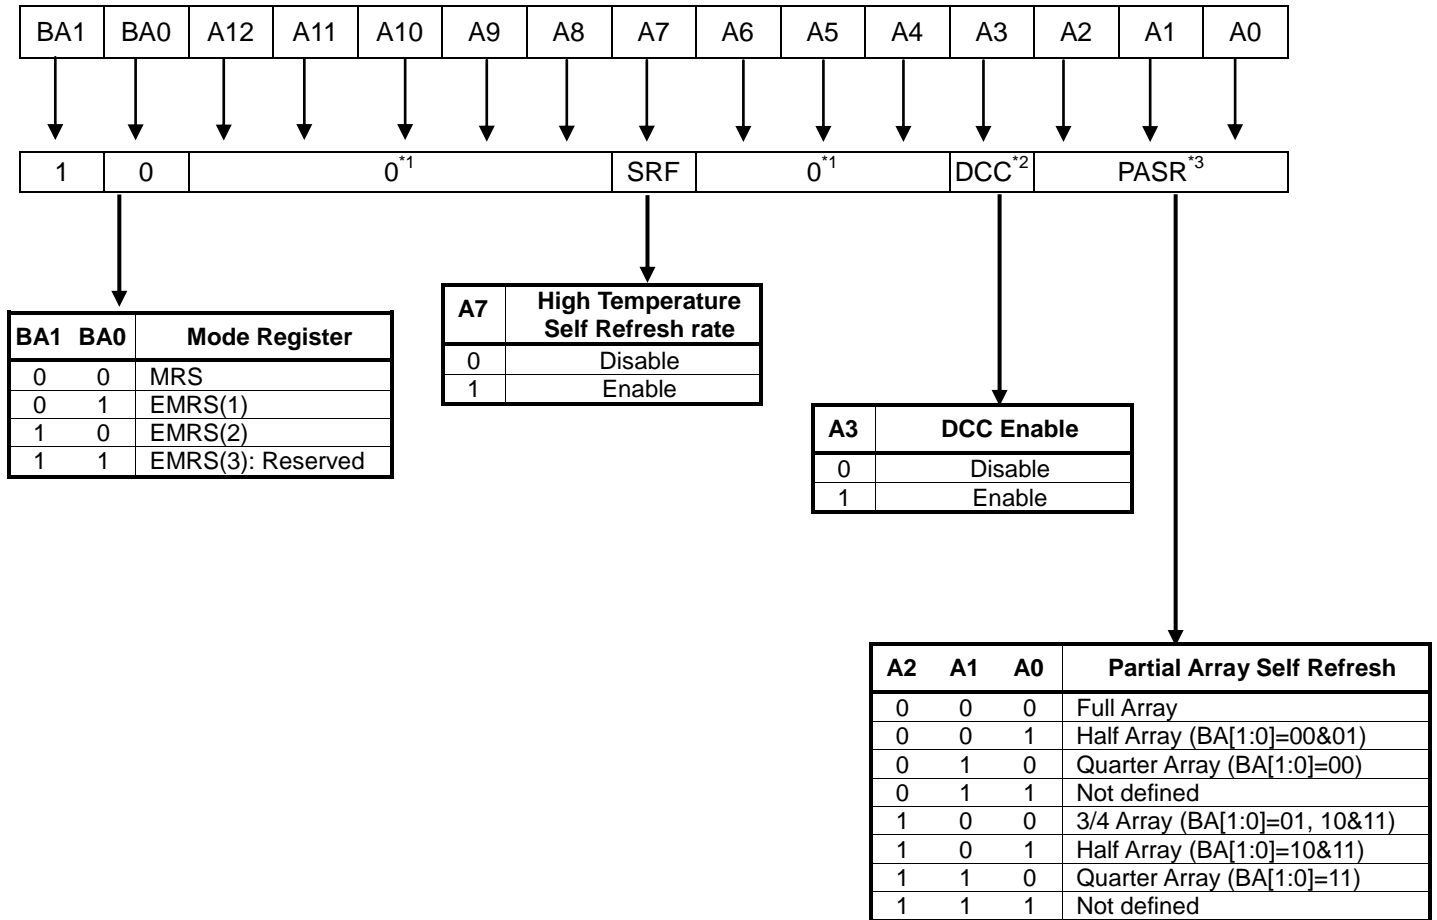 BA1 BA0 A12 A11 A10 A9 A8 A7 A6 A5 A4 A3 A2 A1 A0
1 0 0*1 SRF 0*1 DCC*2 PASR*3
BA1 BA0 Mode Register
0 0 MRS
0 1 EMRS(1)
1 0 EMRS(2)
1 1 EMRS(3): Reserved
A7 High Temperature
Self Refresh rate
0 Disable
1 Enable
A3 DCC Enable
0 Disable
1 Enable
A2 A1 A0 Partial Array Self Refresh
0 0 0 Full Array
0 0 1 Half Array (BA[1:0]=00&01)
0 1 0 Quarter Array (BA[1:0]=00)
0 1 1 Not defined
1 0 0 3/4 Array (BA[1:0]=01, 10&11)
1 0 1 Half Array (BA[1:0]=10&11)
1 1 0 Quarter Array (BA[1:0]=11)
1 1 1 Not defined